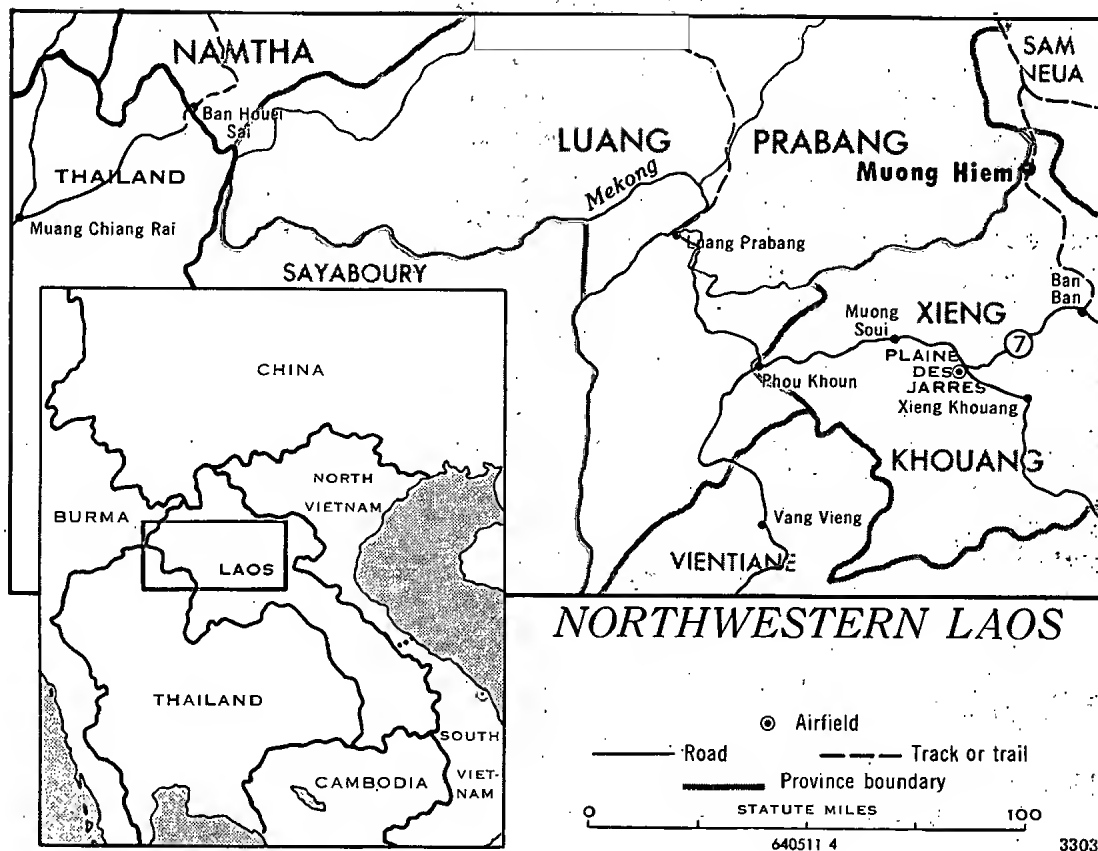 NAMTHA
SAM
NEUA
Ban Houei
Sai
LUANG
PRABANG
Muong Hiem
THAILAND
Mekong
Muang Chiang Rai
Luang Prabang
SAYABOURY
Ban
Ban
Muong
Soui
XIENG
7
PLAINE
DES
JARRES
Phou Khoun
Xieng Khouang
KHOUANG
Vang Vieng
VIENTIANE
CHINA
NORTH
VIETNAM
BURMA
LAOS
THAILAND
SOUTH
VIET-
NAM
CAMBODIA
NORTHWESTERN LAOS
Airfield
Road
Track or trail
Province boundary
0
STATUTE MILES
100
640511 4
3303